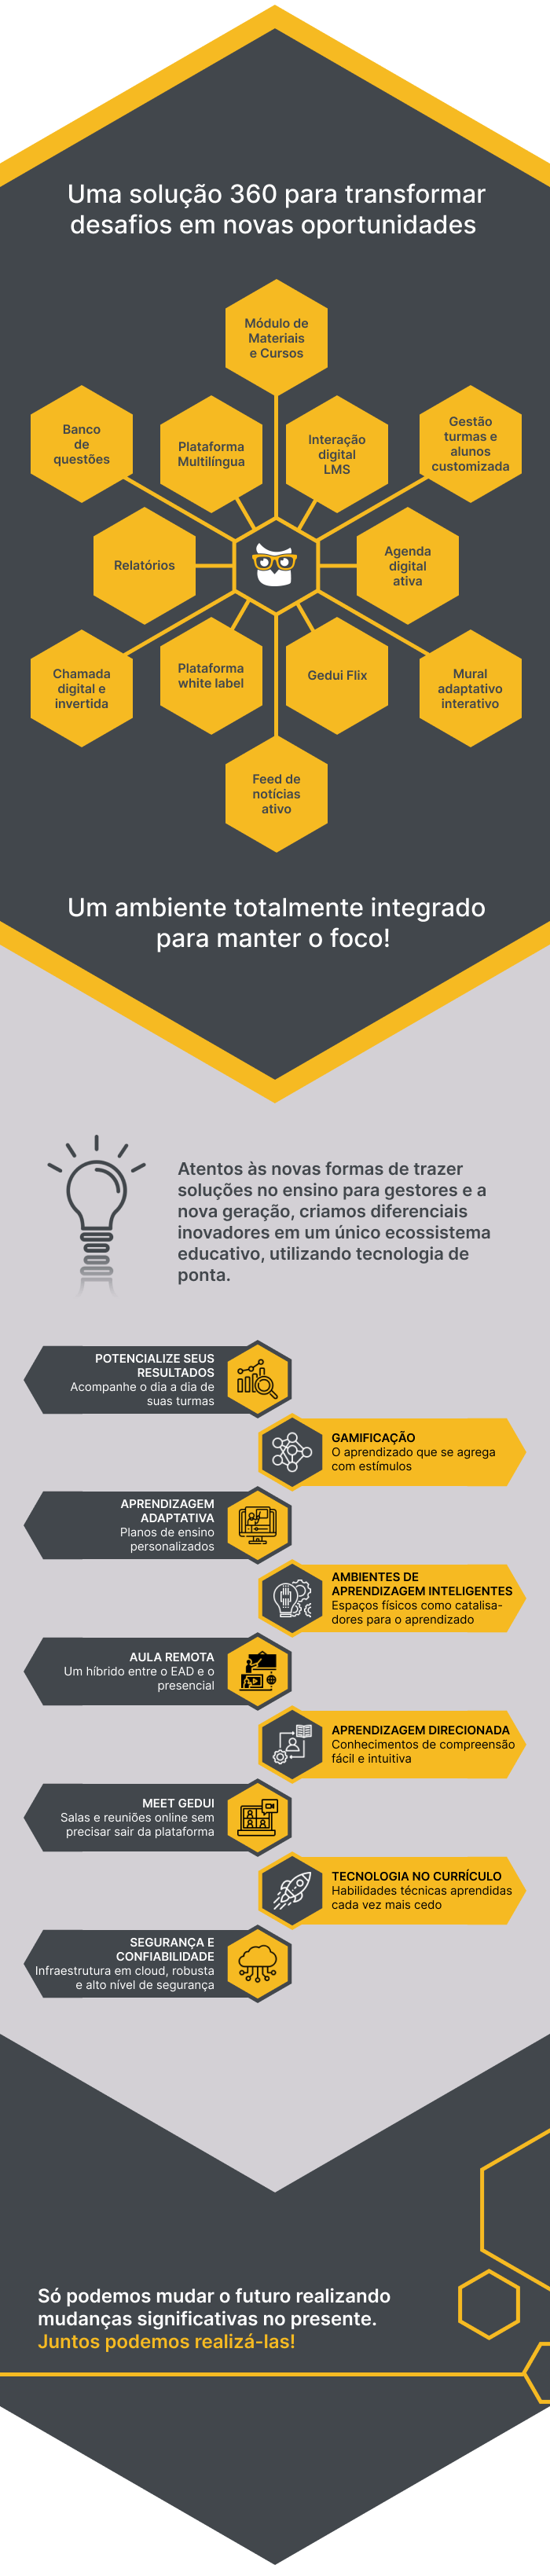 Uma solução 360 para transformar
desafios em novas oportunidades
Módulo de
Materiais
e Cursos
Banco
de
questões
Plataforma
Multilíngua
Interação
digital
LMS
Gestão
turmas e
alunos
customizada
Relatórios
Agenda
digital
ativa
Chamada
digital e
invertida
Plataforma
white label
Gedui Flix
Mural
adaptativo
interativo
Feed de
notícias
ativo
Um ambiente totalmente integrado
para manter o foco!
Atentos às novas formas de trazer
soluções no ensino para gestores e a
nova geração, criamos diferenciais
inovadores em um único ecossistema
educativo, utilizando tecnologia de
ponta.
POTENCIALIZE SEUS
RESULTADOS
Acompanhe o dia a dia de
suas turmas
GAMIFICAÇÃO
O aprendizado que se agrega
com estímulos
APRENDIZAGEM
ADAPTATIVA
Planos de ensino
personalizados
AMBIENTES DE
APRENDIZAGEM INTELIGENTES
Espaços físicos como catalisa-
dores para o aprendizado
AULA REMOTA
Um híbrido entre o EAD e o
presencial
APRENDIZAGEM DIRECIONADA
Conhecimentos de compreensão
fácil e intuitiva
MEET GEDUI
Salas e reuniões online sem
precisar sair da plataforma
TECNOLOGIA NO CURRÍCULO
Habilidades técnicas aprendidas
cada vez mais cedo
SEGURANÇA E
CONFIABILIDADE
Infraestrutura em cloud, robusta
e alto nível de segurança
Só podemos mudar o futuro realizando
mudanças significativas no presente.
Juntos podemos realizá-las!